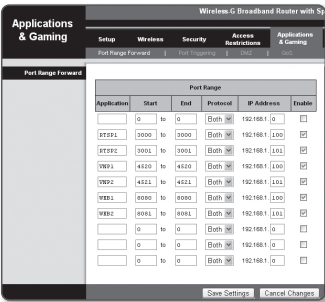 Wireless-G Broadband Router with Sp
Applications & Gaming
Setup Wireless Security Access Restrictions Applications & Gaming
Port Range Forward | Port Triggering | DMZ | QoS
Port Range Forward
Port Range
Application Start End Protocol IP Address Enable
0 to 0 Both 192.168.1. 0
RTSP1 3000 to 3000 Both 192.168.1. 100
RTSP2 3001 to 3001 Both 192.168.1. 101
VNP1 4520 to 4520 Both 192.168.1. 100
VNP2 4521 to 4521 Both 192.168.1. 101
WEB1 8080 to 8080 Both 192.168.1. 100
WEB2 8081 to 8081 Both 192.168.1. 101
0 to 0 Both 192.168.1. 0
0 to 0 Both 192.168.1. 0
0 to 0 Both 192.168.1. 0
Save Settings Cancel Changes